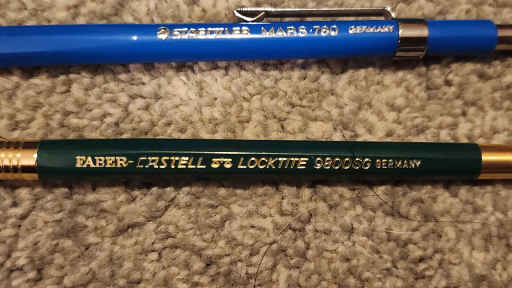 STAEDTLER MARS 780 GERMANY
FABER-CASTELL LOCKTITE 9800SG GERMANY